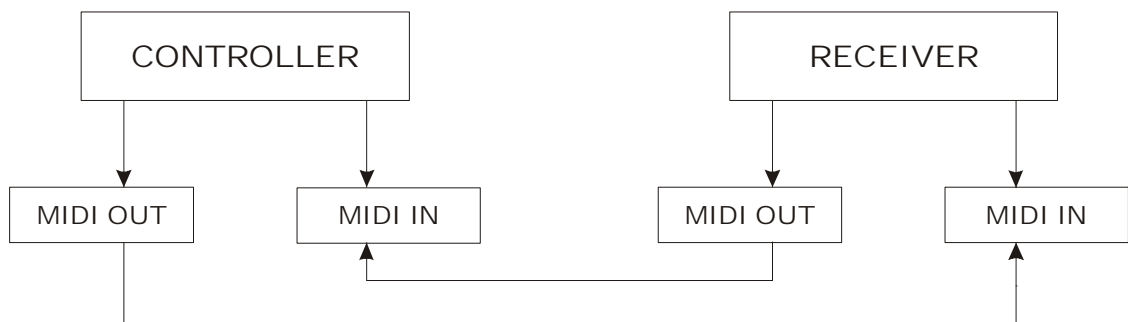 CONTROLLER
RECEIVER
MIDI OUT
MIDI IN
MIDI OUT
MIDI IN